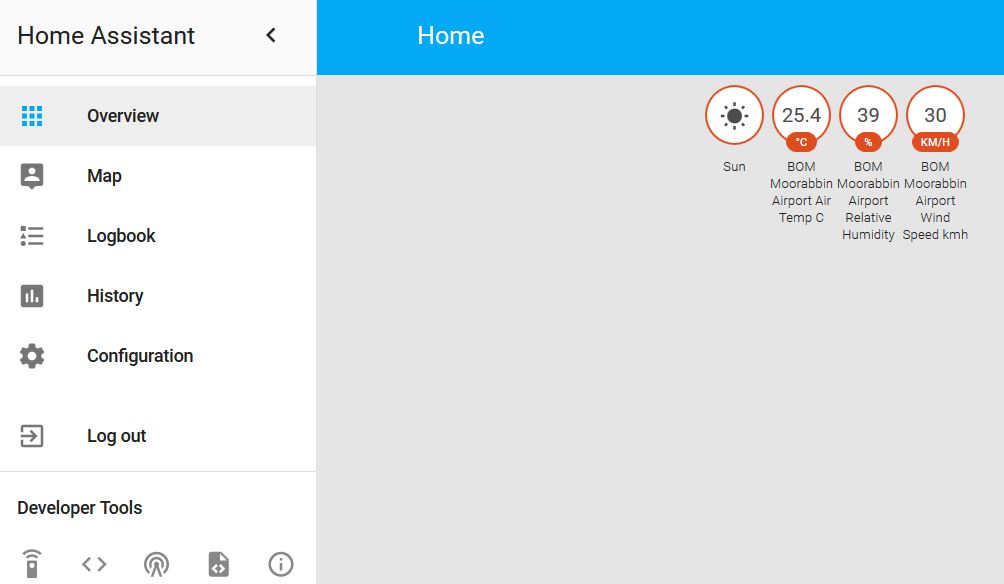 Home Assistant
Home
Overview
Map
Logbook
History
Configuration
Log out
Developer Tools
Sun
25.4
°C
BOM
Moorabbin
Airport Air
Temp C
39
%
BOM
Moorabbin
Airport
Relative
Humidity
30
KM/H
BOM
Moorabbin
Airport
Wind
Speed kmh